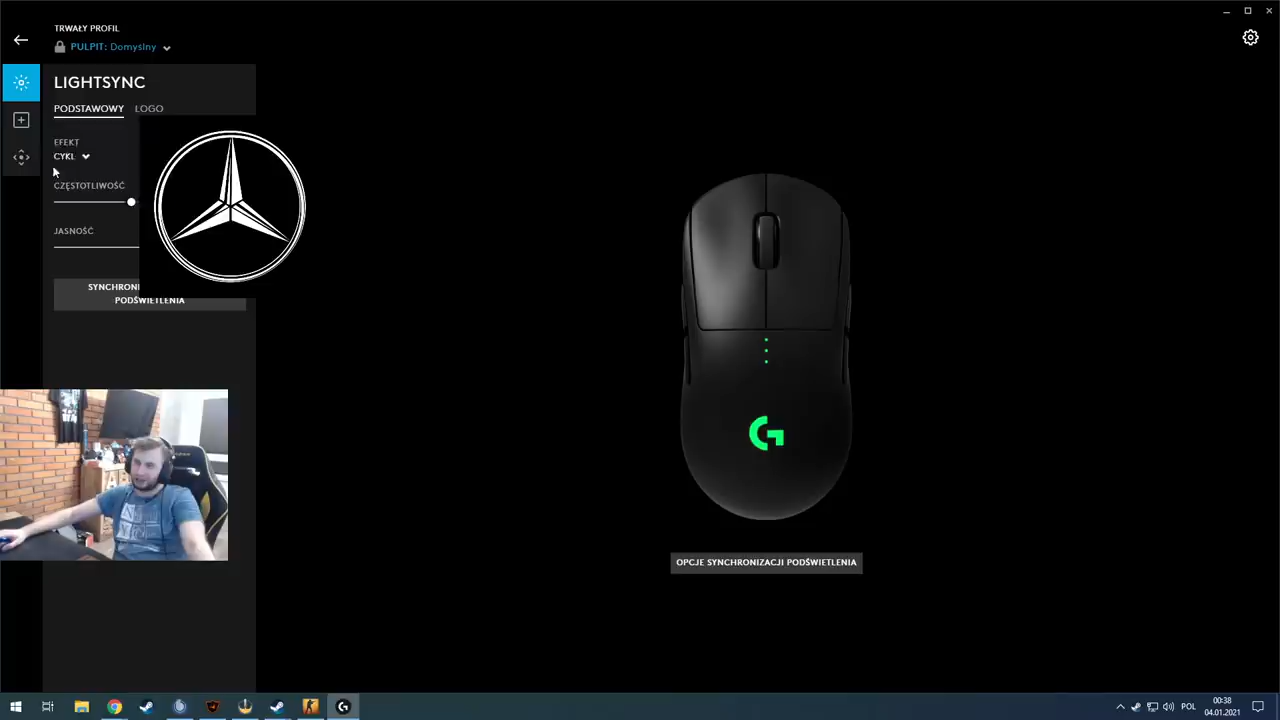 TRWAŁY PROFIL
PULPIT: Domyślny
LIGHTSYNC
PODSTAWOWY LOGO
EFEKT
CYKL
CZĘSTOTLIWOŚĆ
JASNOŚĆ
SYNCHRONI
PODŚWIETLENIA
OPCJE SYNCHRONIZACJI PODŚWIETLENIA
POL
00:38
04.01.2021